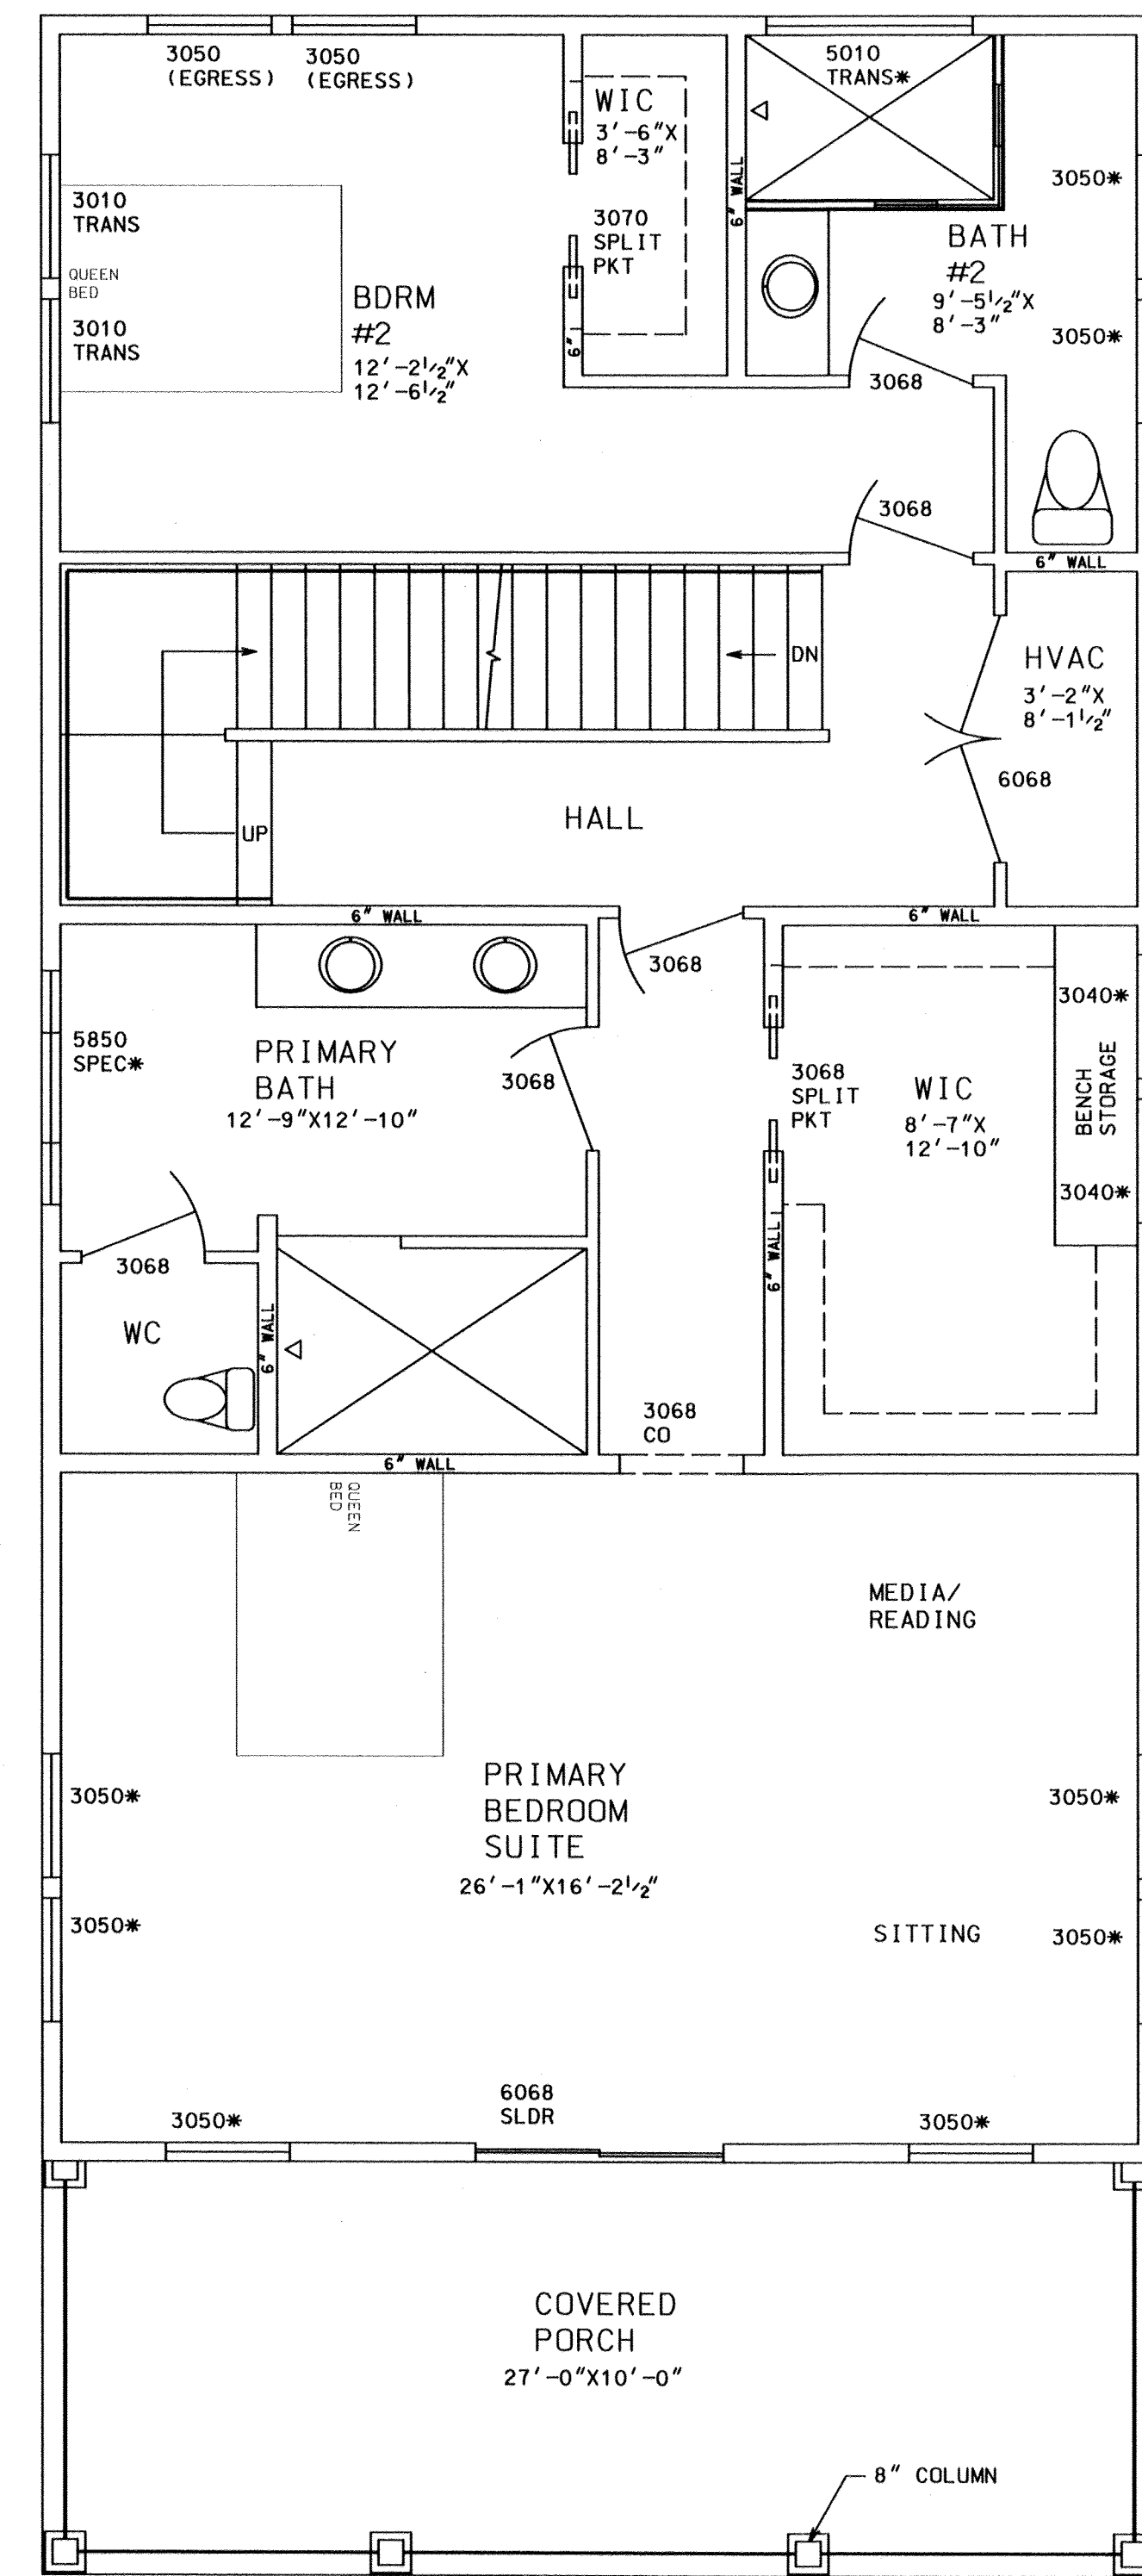 3050
(EGRESS)
3050
(EGRESS)
WIC
3'-6"X
8'-3"
5010
TRANS*
6" WALL
3050*
3010
TRANS
QUEEN
BED
3010
TRANS
BDRM
#2
12'-2½"X
12'-6½"
3070
SPLIT
PKT
6"
BATH
#2
9'-5½"X
8'-3"
3050*
3068
3068
6" WALL
DN
HVAC
3'-2"X
8'-1½"
6068
HALL
UP
6" WALL
6" WALL
3068
3040*
5850
SPEC*
PRIMARY
BATH
12'-9"X12'-10"
3068
3068
SPLIT
PKT
WIC
8'-7"X
12'-10"
BENCH
STORAGE
3040*
6" WALL
3068
WC
6" WALL
3068
CO
6" WALL
QUEEN
BED
MEDIA/
READING
PRIMARY
BEDROOM
SUITE
26'-1"X16'-2½"
3050*
3050*
3050*
SITTING
3050*
3050*
6068
SLDR
3050*
COVERED
PORCH
27'-0"X10'-0"
8" COLUMN